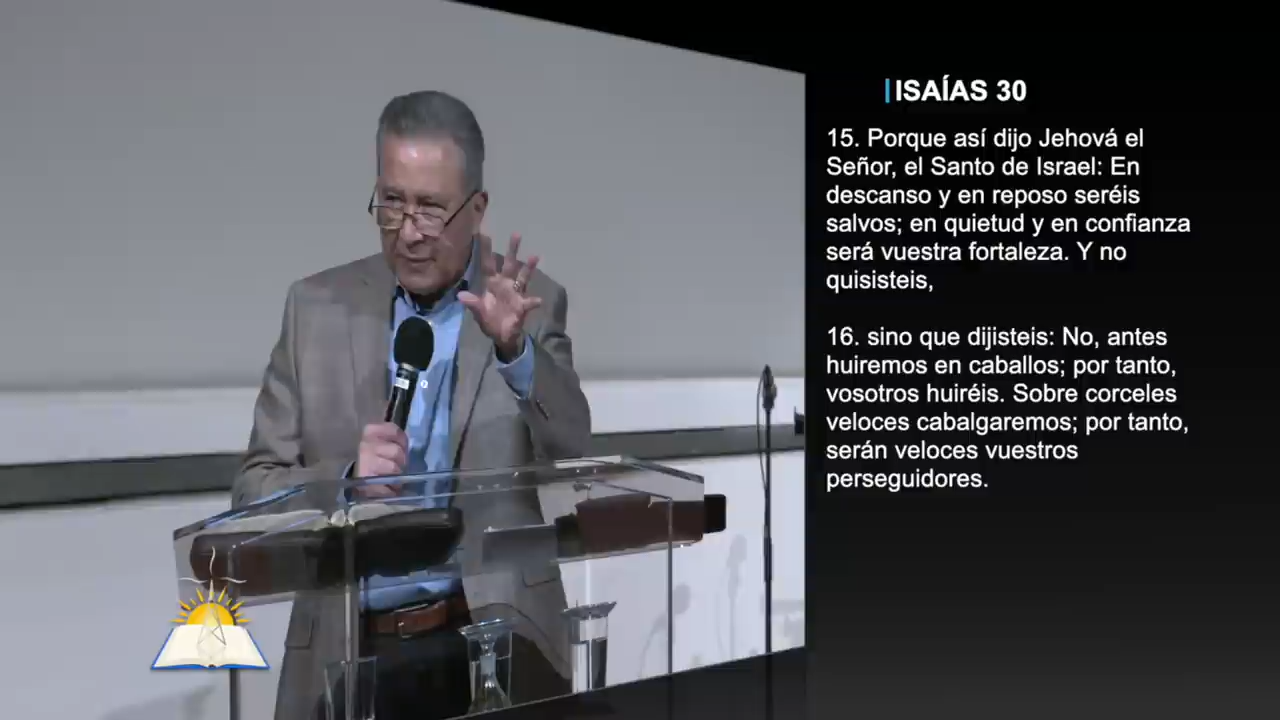 ISAÍAS 30
15. Porque así dijo Jehová el
Señor, el Santo de Israel: En
descanso y en reposo seréis
salvos; en quietud y en confianza
será vuestra fortaleza. Y no
quisisteis,
16. sino que dijisteis: No, antes
huiremos en caballos; por tanto,
vosotros huiréis. Sobre corceles
veloces cabalgaremos; por tanto,
serán veloces vuestros
perseguidores.